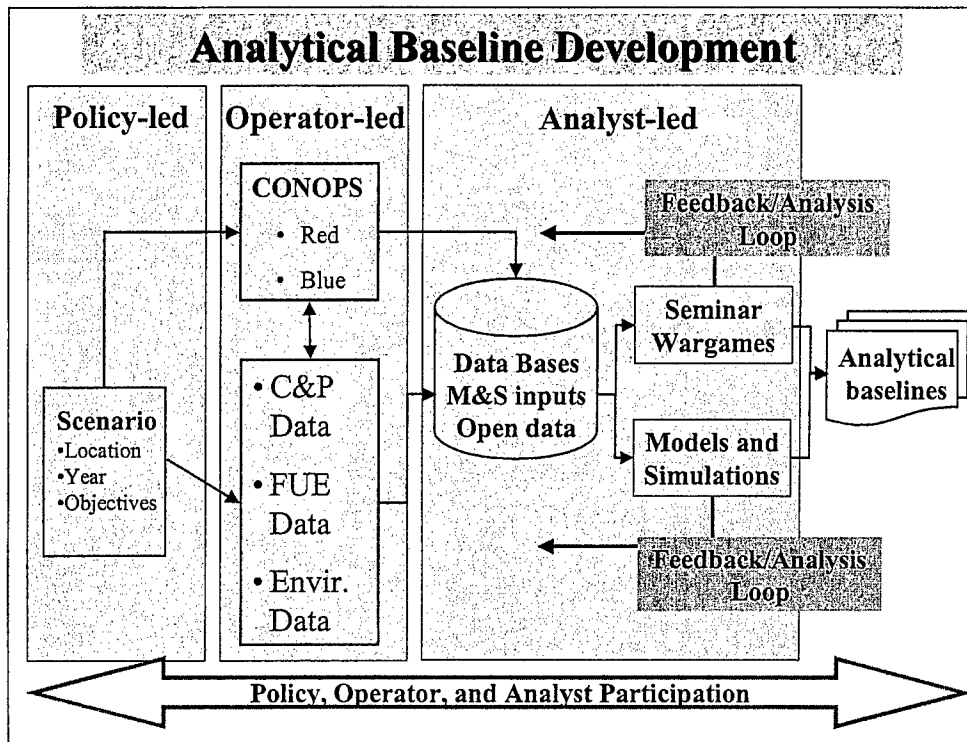 Analytical Baseline Development
Policy-led
Operator-led
Analyst-led
Scenario
•Location
•Year
•Objectives
CONOPS
• Red
• Blue
•C&P
Data
•FUE
Data
•Envir.
Data
Data Bases
M&S inputs
Open data
Feedback/Analysis
Loop
Seminar
Wargames
Models and
Simulations
Feedback/Analysis
Loop
Analytical
baselines
Policy, Operator, and Analyst Participation